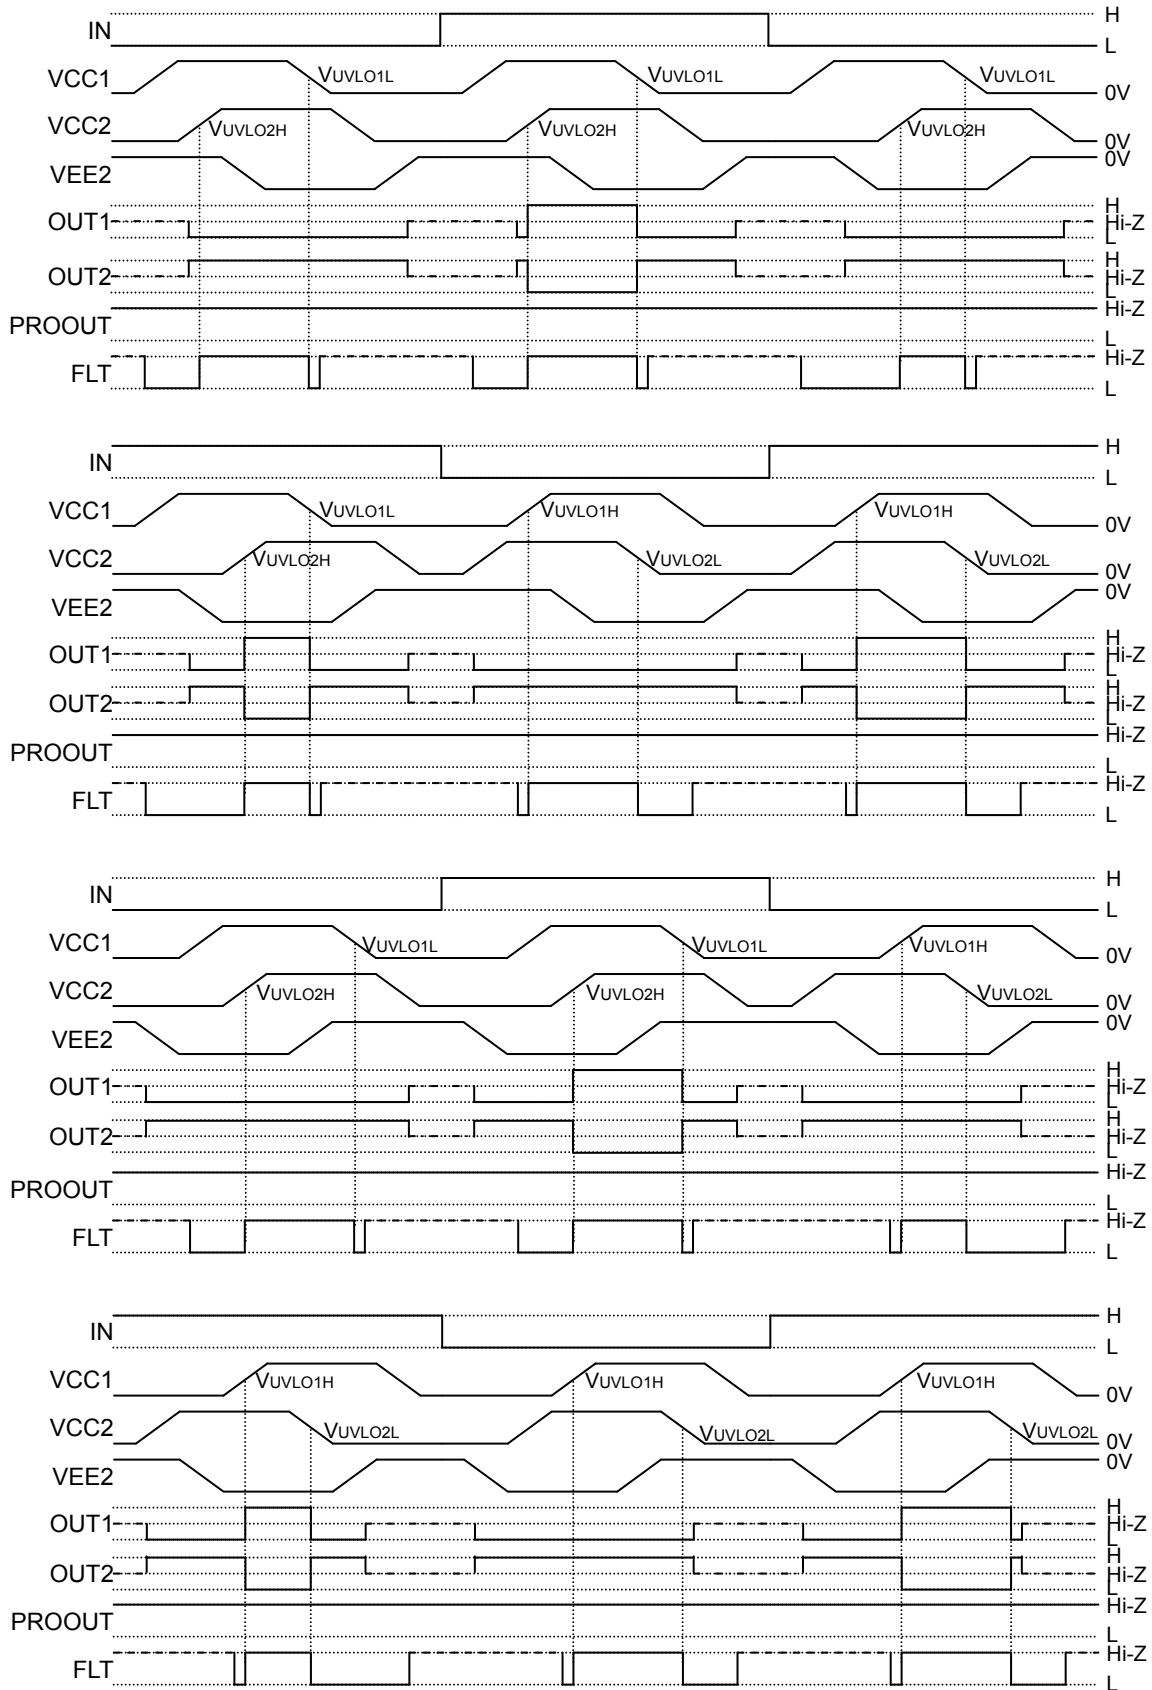 IN H
L
VCC1 VUVLO1L VUVLO1L VUVLO1L 0V
VCC2 VUVLO2H VUVLO2H VUVLO2H 0V
VEE2 0V
OUT1 H
Hi-Z
L
OUT2 H
Hi-Z
L
PROOUT Hi-Z
L
FLT Hi-Z
L
IN H
L
VCC1 VUVLO1L VUVLO1H VUVLO1H 0V
VCC2 VUVLO2H VUVLO2L VUVLO2L 0V
VEE2 0V
OUT1 H
Hi-Z
L
OUT2 H
Hi-Z
L
PROOUT Hi-Z
L
FLT Hi-Z
L
IN H
L
VCC1 VUVLO1L VUVLO1L VUVLO1H 0V
VCC2 VUVLO2H VUVLO2H VUVLO2L 0V
VEE2 0V
OUT1 H
Hi-Z
L
OUT2 H
Hi-Z
L
PROOUT Hi-Z
L
FLT Hi-Z
L
IN H
L
VCC1 VUVLO1H VUVLO1H VUVLO1H 0V
VCC2 VUVLO2L VUVLO2L VUVLO2L 0V
VEE2 0V
OUT1 H
Hi-Z
L
OUT2 H
Hi-Z
L
PROOUT Hi-Z
L
FLT Hi-Z
L